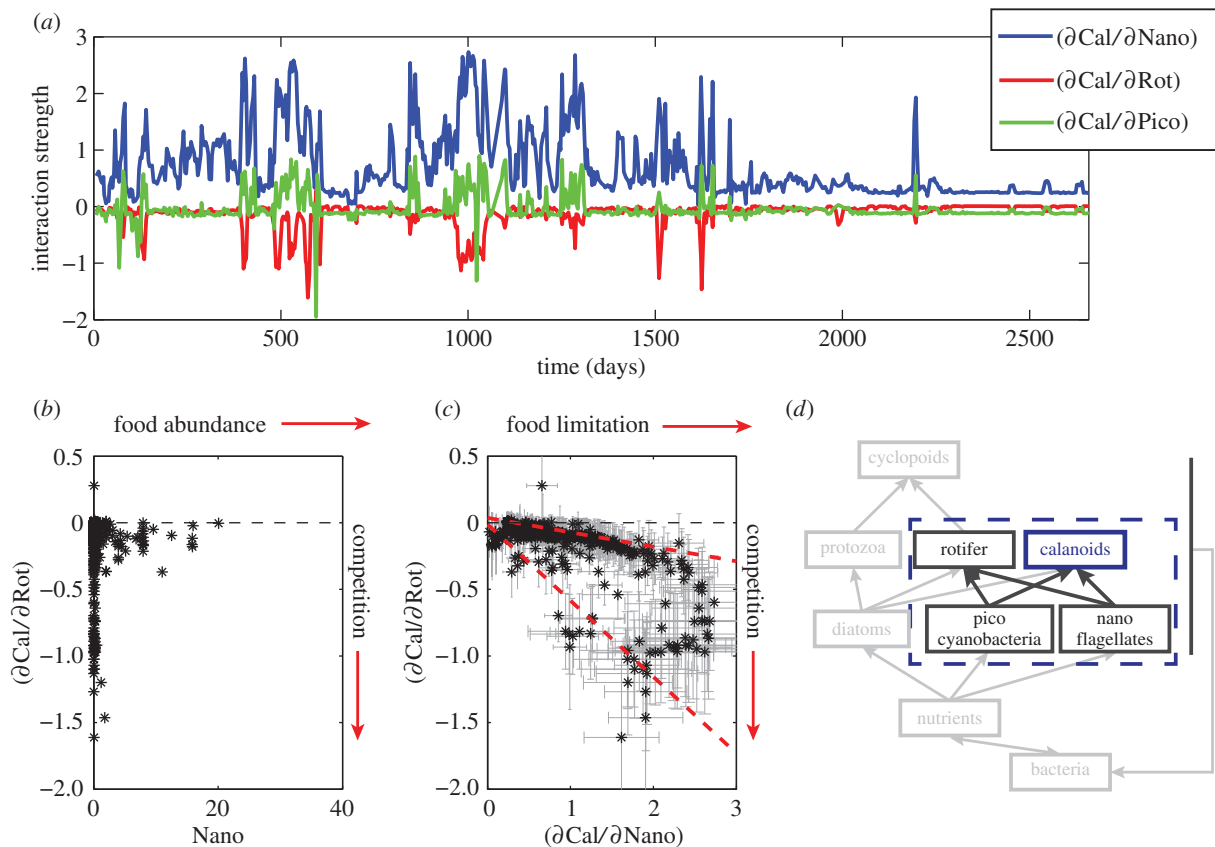 (a)
3
2
1
0
−1
−2
interaction strength
0
500
1000
1500
2000
2500
time (days)
(∂Cal/∂Nano)
(∂Cal/∂Rot)
(∂Cal/∂Pico)
(b)
food abundance
0.5
0
−0.5
−1.0
−1.5
−2.0
(∂Cal/∂Rot)
0
20
40
Nano
competition
(c)
food limitation
0.5
0
−0.5
−1.0
−1.5
−2.0
(∂Cal/∂Rot)
0
1
2
3
(∂Cal/∂Nano)
competition
(d)
cyclopoids
protozoa
rotifer
calanoids
diatoms
pico
cyanobacteria
nano
flagellates
nutrients
bacteria